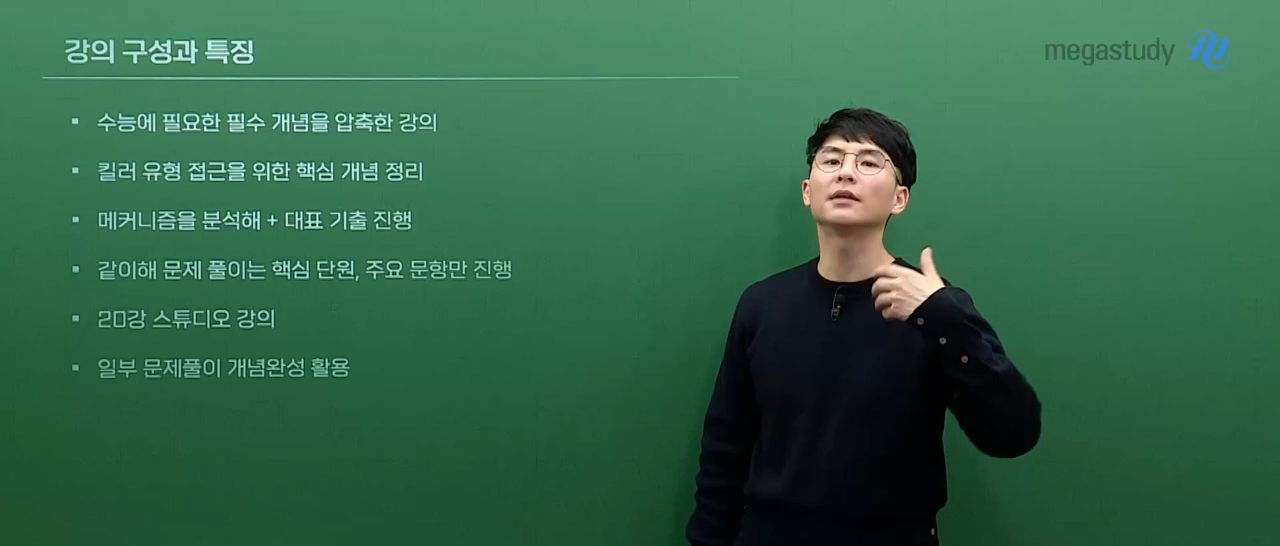 강의 구성과 특징
megastudy
수능에 필요한 필수 개념을 압축한 강의
킬러 유형 접근을 위한 핵심 개념 정리
메커니즘을 분석해 + 대표 기출 진행
같이해 문제 풀이는 핵심 단원, 주요 문항만 진행
20강 스튜디오 강의
일부 문제풀이 개념완성 활용